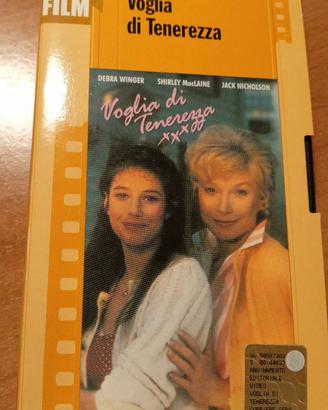 FILM
Voglia
di Tenerezza
DEBRA WINGER SHIRLEY MacLAINE JACK NICHOLSON
Voglia di
Tenerezza
xxx
ABBINAMENTO
EDITORIALE
VIDEO
VOGLIA DI
TENEREZZA